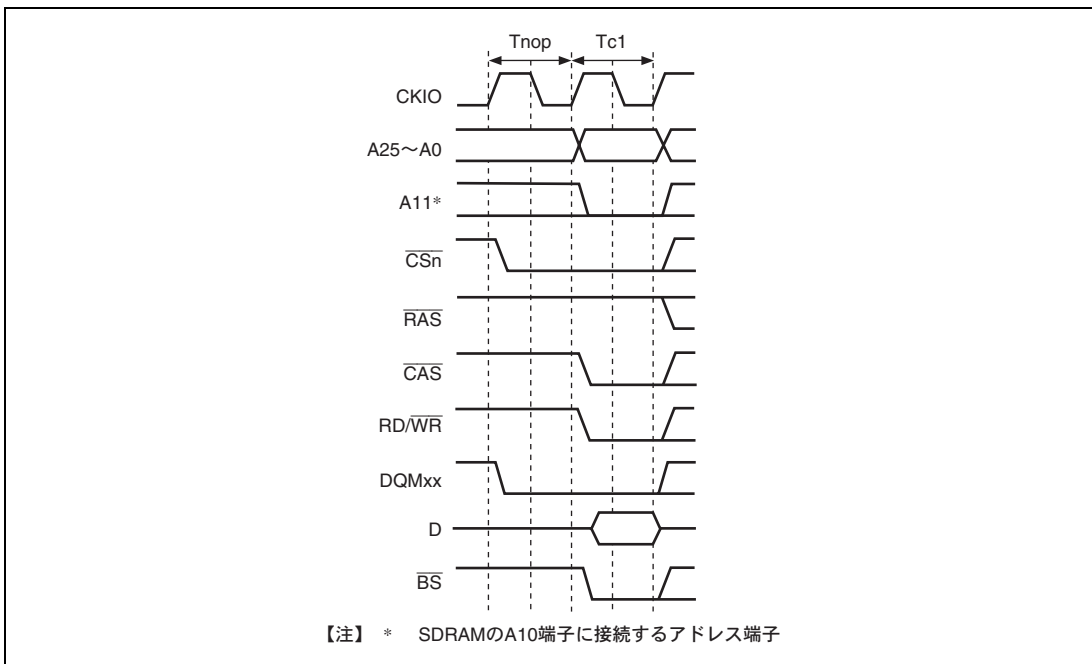 Tnop Tc1
CKIO
A25～A0
A11*
CSn
RAS
CAS
RD/WR
DQMxx
D
BS
【注】 * SDRAMのA10端子に接続するアドレス端子